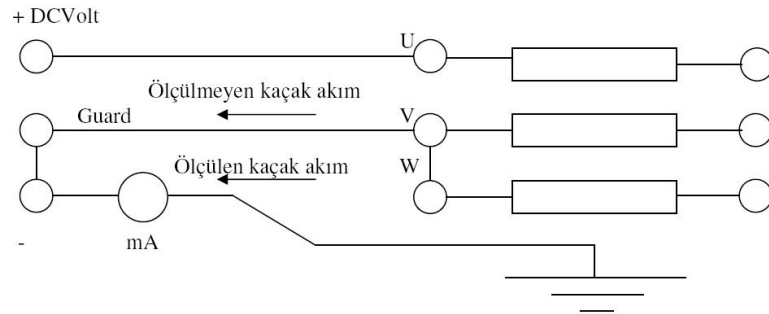 + DCVolt
U
Ölçülmeyen kaçak akım
Guard
V
Ölçülen kaçak akım
W
-
mA